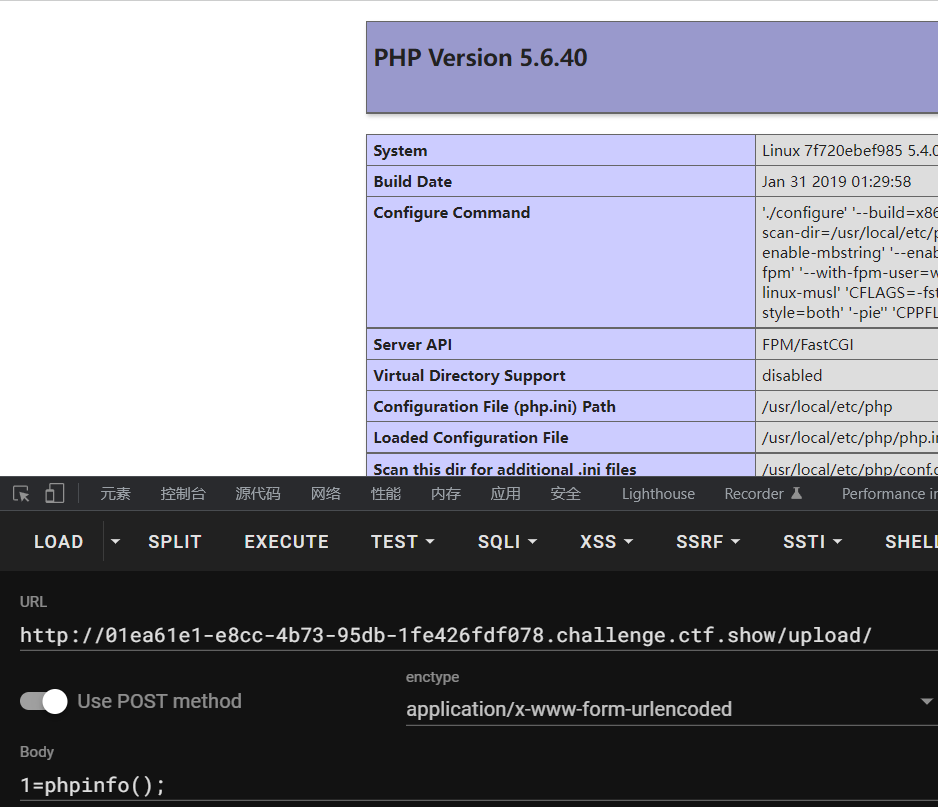 PHP Version 5.6.40
System Linux 7f720ebef985 5.4.0
Build Date Jan 31 2019 01:29:58
Configure Command './configure' '--build=x86
scan-dir=/usr/local/etc/p
enable-mbstring' '--enab
fpm' '--with-fpm-user=w
linux-musl' 'CFLAGS=-fst
style=both' '-pie'' 'CPPFL
Server API FPM/FastCGI
Virtual Directory Support disabled
Configuration File (php.ini) Path /usr/local/etc/php
Loaded Configuration File /usr/local/etc/php/php.in
Scan this dir for additional .ini files /usr/local/etc/php/conf.d
元素 控制台 源代码 网络 性能 内存 应用 安全 Lighthouse Recorder Performance in
LOAD SPLIT EXECUTE TEST SQLI XSS SSRF SSTI SHELL
URL
http://01ea61e1-e8cc-4b73-95db-1fe426fdf078.challenge.ctf.show/upload/
Use POST method
enctype
application/x-www-form-urlencoded
Body
1=phpinfo();